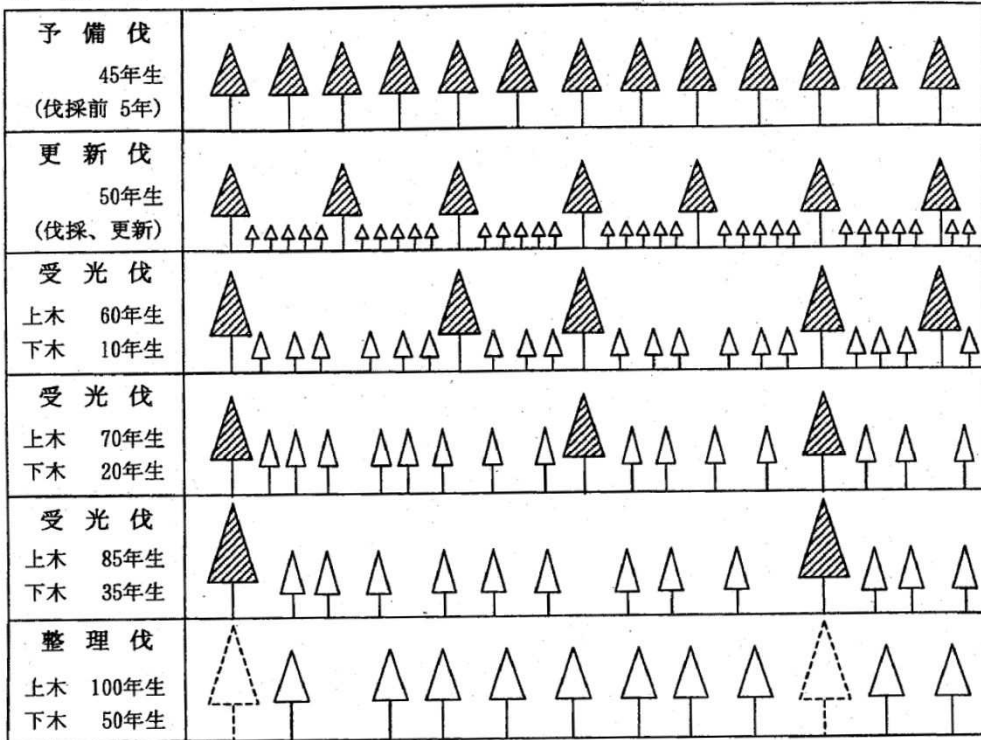 予備伐
45年生
(伐採前 5年)
更新伐
50年生
(伐採、更新)
受光伐
上木 60年生
下木 10年生
受光伐
上木 70年生
下木 20年生
受光伐
上木 85年生
下木 35年生
整理伐
上木 100年生
下木 50年生